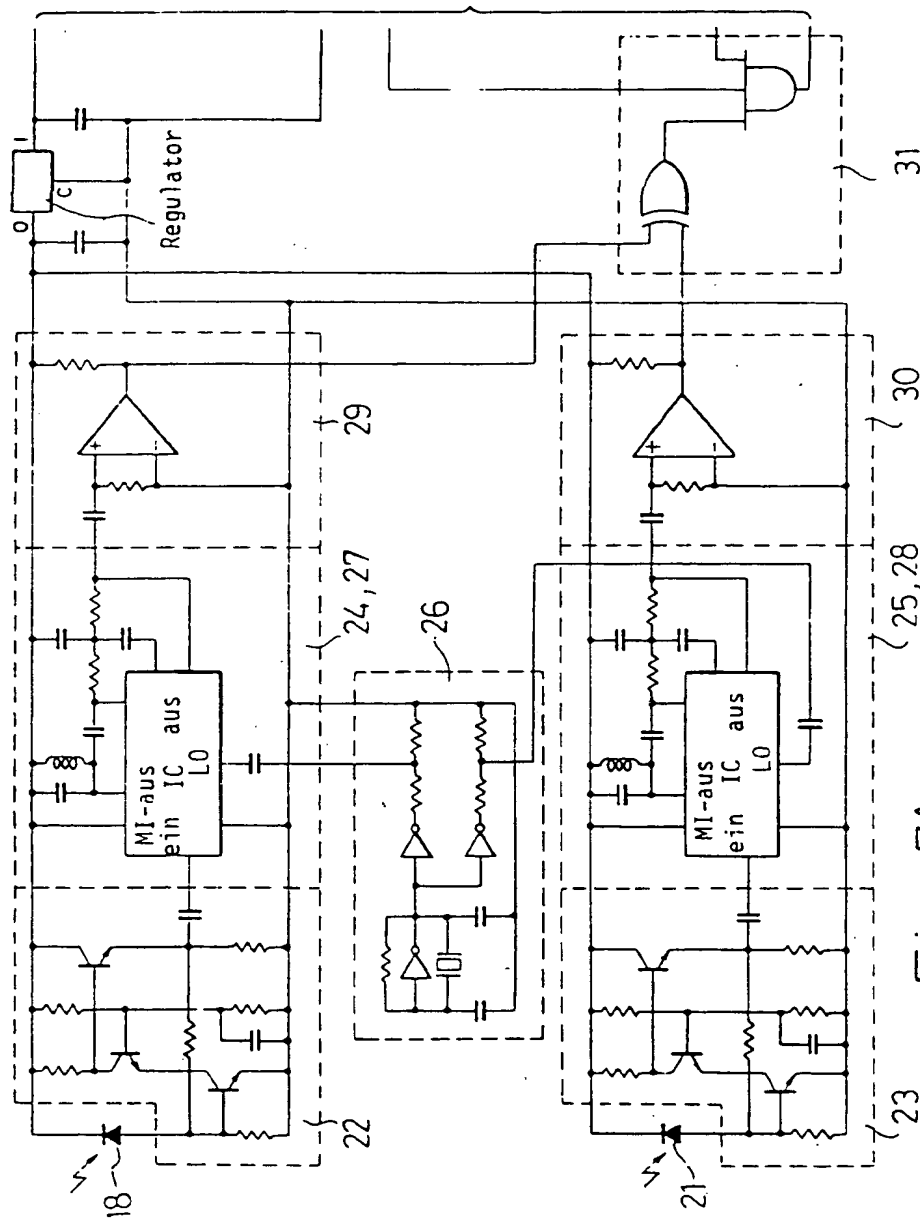 O
I
C
Regulator
18
22
MI-aus
ein IC aus
LO
24, 27
+
-
29
26
21
23
MI-aus
ein IC aus
LO
25, 28
+
-
30
31